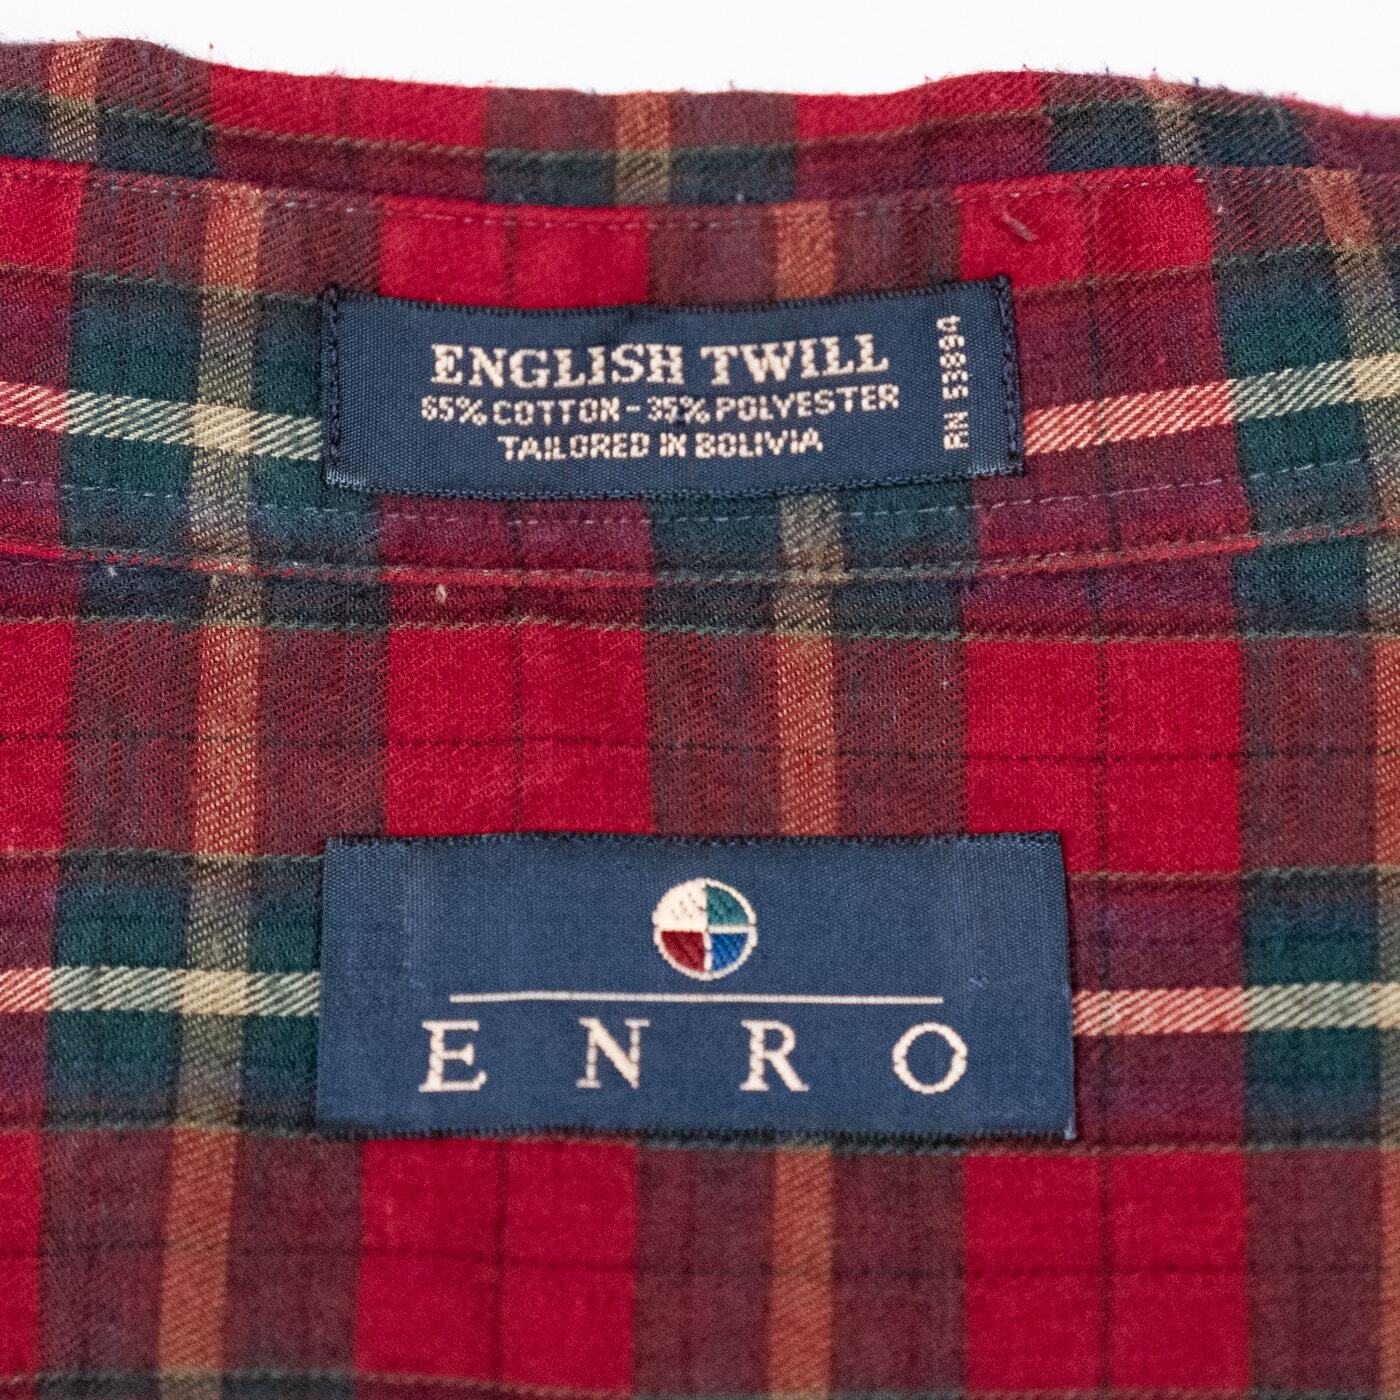 ENGLISH TWILL
65% COTTON - 35% POLYESTER
TAILORED IN BOLIVIA
RN 53894
ENRO